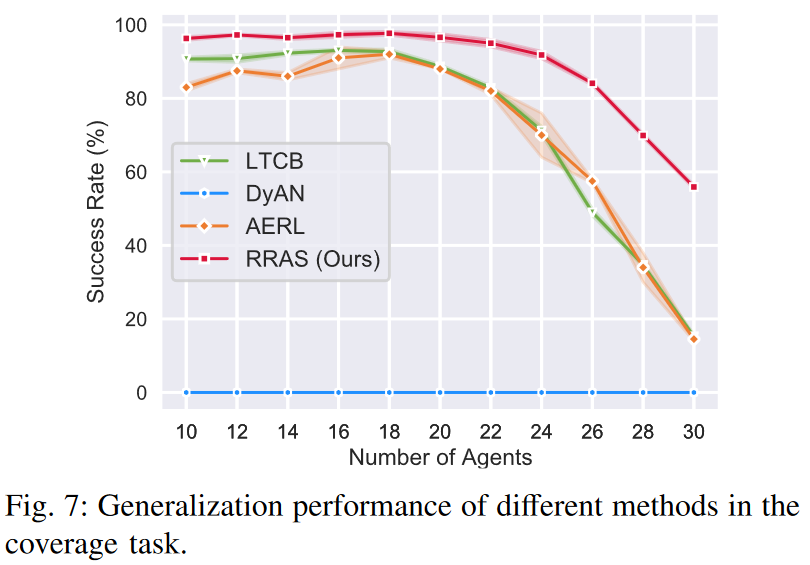 100
80
60
40
20
0
Success Rate (%)
LTCB
DyAN
AERL
RRAS (Ours)
10 12 14 16 18 20 22 24 26 28 30
Number of Agents
Fig. 7: Generalization performance of different methods in the
coverage task.